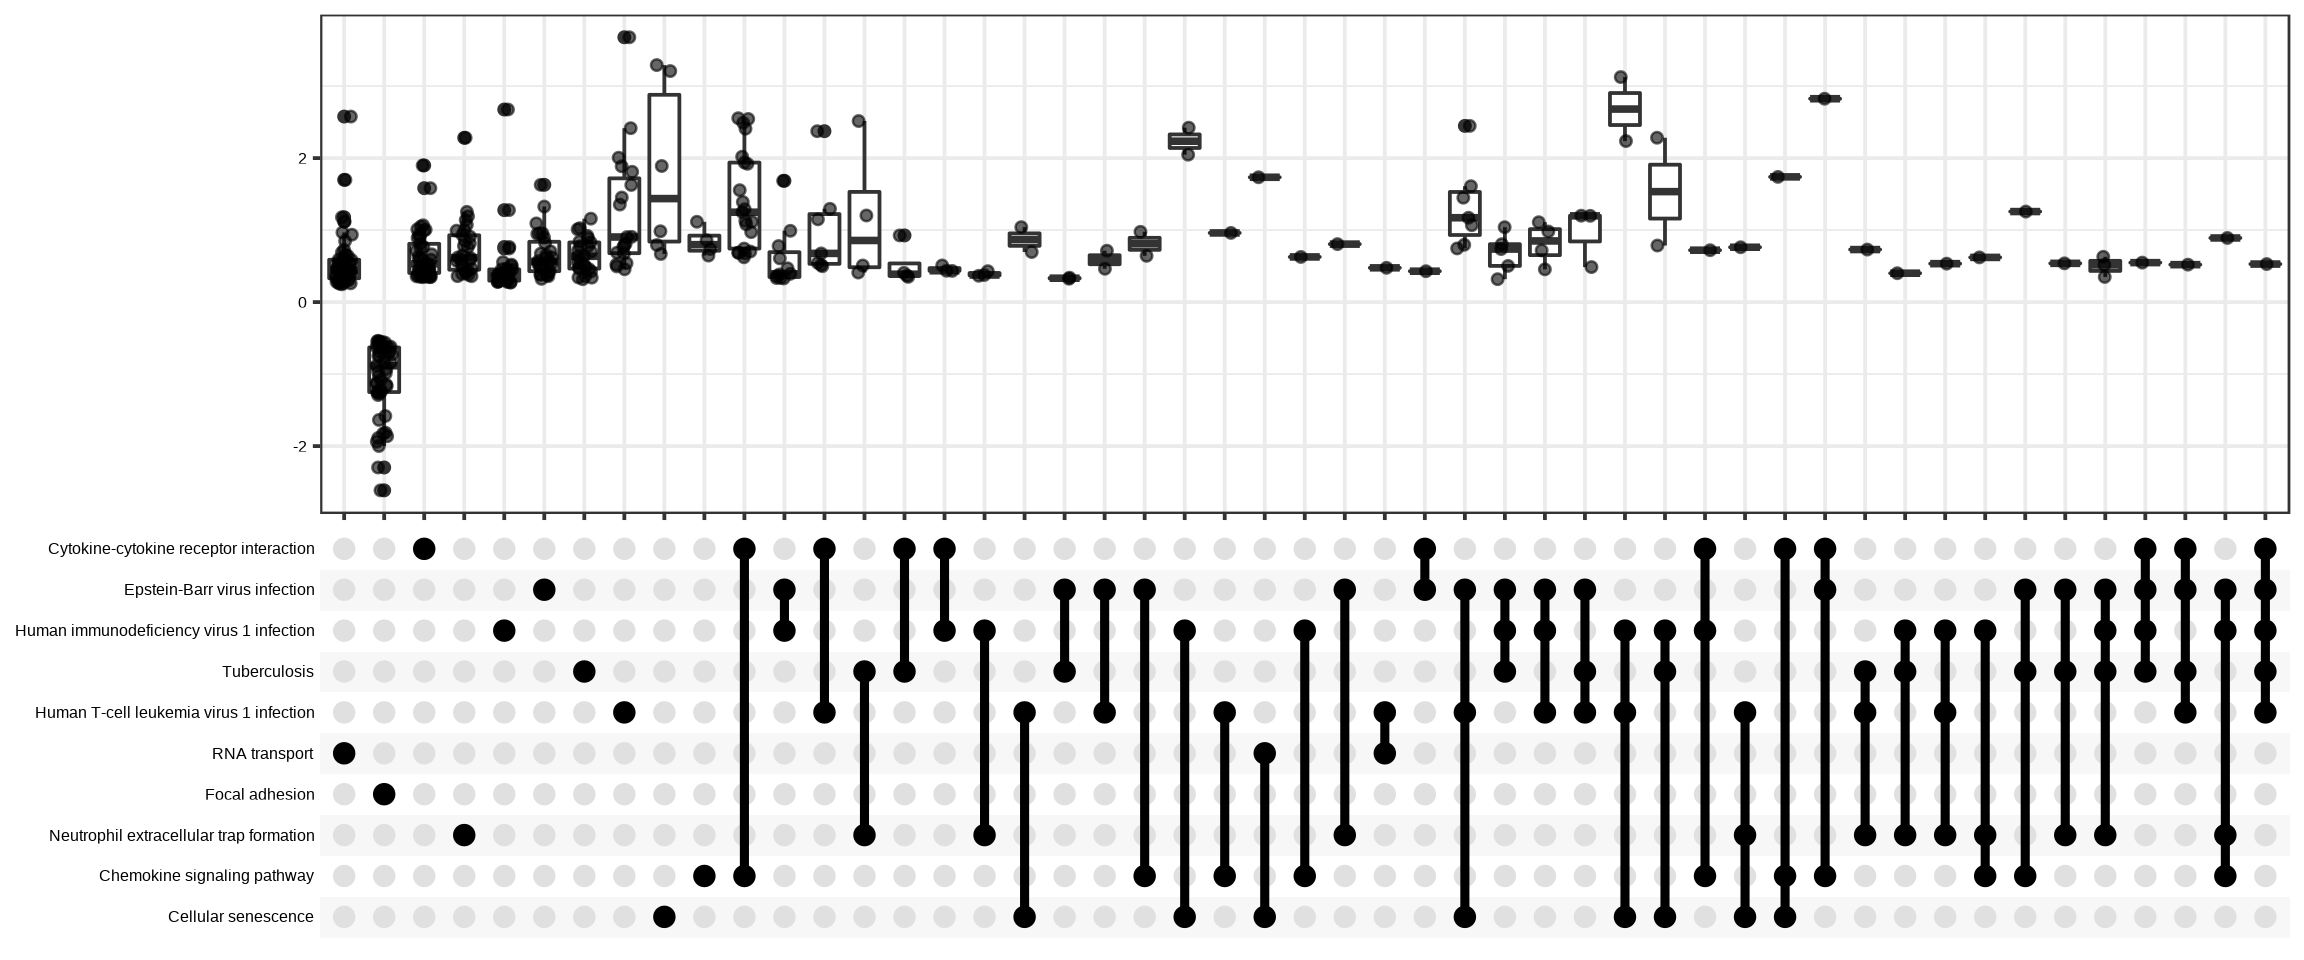 2
0
-2
Cytokine-cytokine receptor interaction
Epstein-Barr virus infection
Human immunodeficiency virus 1 infection
Tuberculosis
Human T-cell leukemia virus 1 infection
RNA transport
Focal adhesion
Neutrophil extracellular trap formation
Chemokine signaling pathway
Cellular senescence